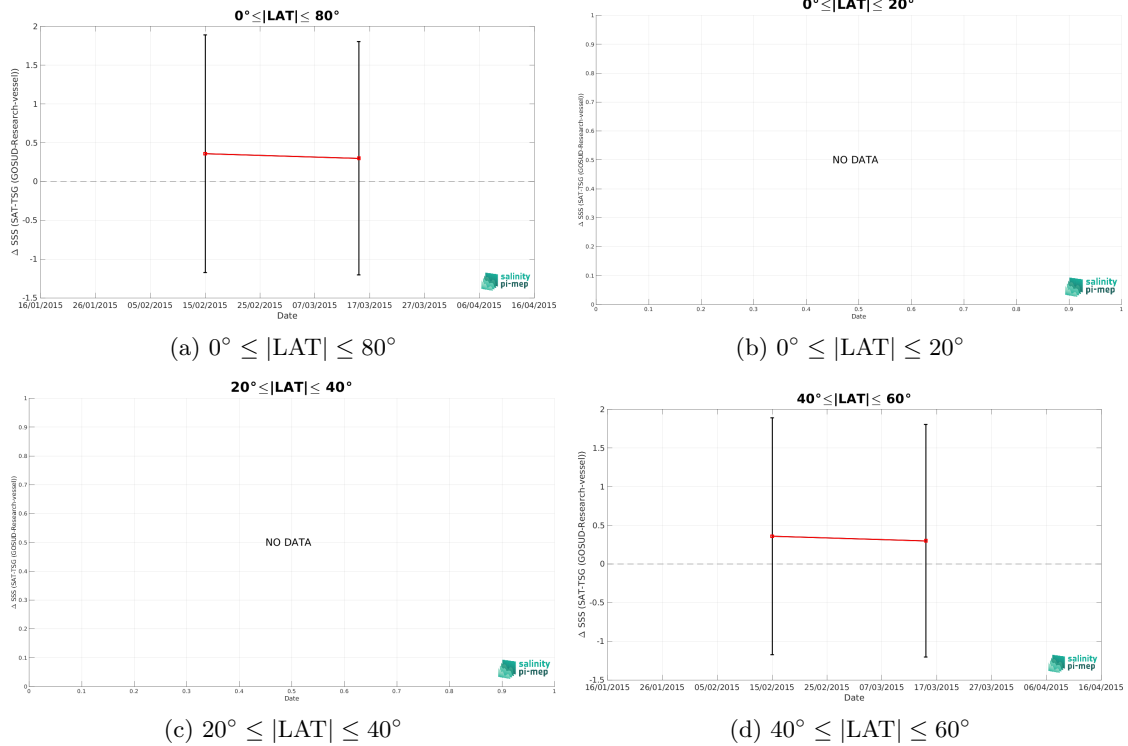 0°≤|LAT|≤ 80°
2
1.5
1
0.5
0
-0.5
-1
-1.5
Δ SSS (SAT-TSG (GOSUD-Research-vessel))
16/01/2015 26/01/2015 05/02/2015 15/02/2015 25/02/2015 07/03/2015 17/03/2015 27/03/2015 06/04/2015 16/04/2015
Date
salinity
pi-mep
(a) 0° ≤ |LAT| ≤ 80°
0°≤|LAT|≤ 20°
1
0.9
0.8
0.7
0.6
0.5
0.4
0.3
0.2
0.1
0
Δ SSS (SAT-TSG (GOSUD-Research-vessel))
NO DATA
0 0.1 0.2 0.3 0.4 0.5 0.6 0.7 0.8 0.9 1
Date
salinity
pi-mep
(b) 0° ≤ |LAT| ≤ 20°
20°≤|LAT|≤ 40°
1
0.9
0.8
0.7
0.6
0.5
0.4
0.3
0.2
0.1
0
Δ SSS (SAT-TSG (GOSUD-Research-vessel))
NO DATA
0 0.1 0.2 0.3 0.4 0.5 0.6 0.7 0.8 0.9 1
Date
salinity
pi-mep
(c) 20° ≤ |LAT| ≤ 40°
40°≤|LAT|≤ 60°
2
1.5
1
0.5
0
-0.5
-1
-1.5
Δ SSS (SAT-TSG (GOSUD-Research-vessel))
16/01/2015 26/01/2015 05/02/2015 15/02/2015 25/02/2015 07/03/2015 17/03/2015 27/03/2015 06/04/2015 16/04/2015
Date
salinity
pi-mep
(d) 40° ≤ |LAT| ≤ 60°